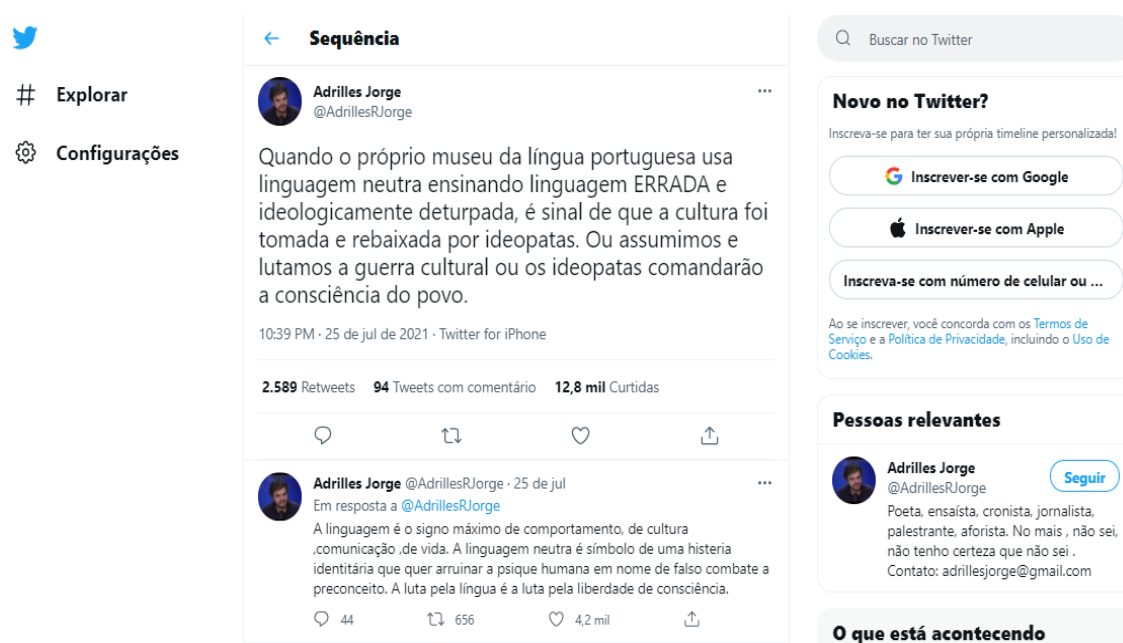 Explorar
Configurações
Sequência
Adrilles Jorge
@AdrillesRJorge
Quando o próprio museu da língua portuguesa usa
linguagem neutra ensinando linguagem ERRADA e
ideologicamente deturpada, é sinal de que a cultura foi
tomada e rebaixada por ideopatas. Ou assumimos e
lutamos a guerra cultural ou os ideopatas comandarão
a consciência do povo.
10:39 PM · 25 de jul de 2021 · Twitter for iPhone
2.589 Retweets 94 Tweets com comentário 12,8 mil Curtidas
Adrilles Jorge @AdrillesRJorge · 25 de jul
Em resposta a @AdrillesRJorge
A linguagem é o signo máximo de comportamento, de cultura
,comunicação ,de vida. A linguagem neutra é símbolo de uma histeria
identitária que quer arruinar a psique humana em nome de falso combate a
preconceito. A luta pela língua é a luta pela liberdade de consciência.
44 656 4,2 mil
Buscar no Twitter
Novo no Twitter?
Inscreva-se para ter sua própria timeline personalizada!
Inscrever-se com Google
Inscrever-se com Apple
Inscreva-se com número de celular ou ...
Ao se inscrever, você concorda com os Termos de
Serviço e a Política de Privacidade, incluindo o Uso de
Cookies.
Pessoas relevantes
Adrilles Jorge
@AdrillesRJorge
Seguir
Poeta, ensaísta, cronista, jornalista,
palestrante, aforista. No mais , não sei,
não tenho certeza que não sei .
Contato: adrillesjorge@gmail.com
O que está acontecendo